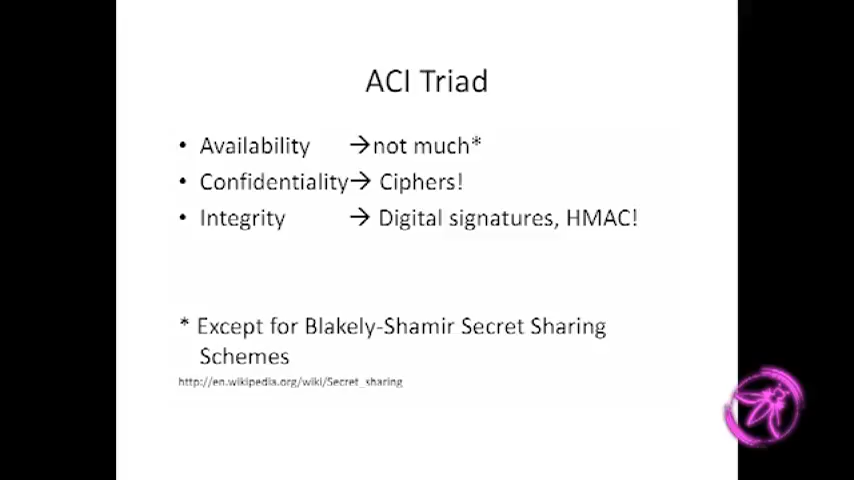 ACI Triad
• Availability →not much*
• Confidentiality→ Ciphers!
• Integrity → Digital signatures, HMAC!
* Except for Blakely-Shamir Secret Sharing
Schemes
http://en.wikipedia.org/wiki/Secret_sharing